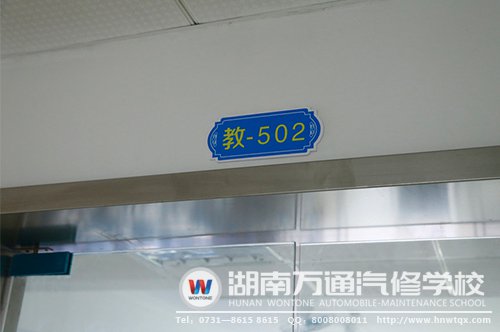 教-502
湖南万通汽修学校
WONTONE
HUNAN WONTONE AUTOMOBILE-MAINTENANCE SCHOOL
Tel：0731—8615 8615 QQ：8008008011 Http://www.hnwtqx.com